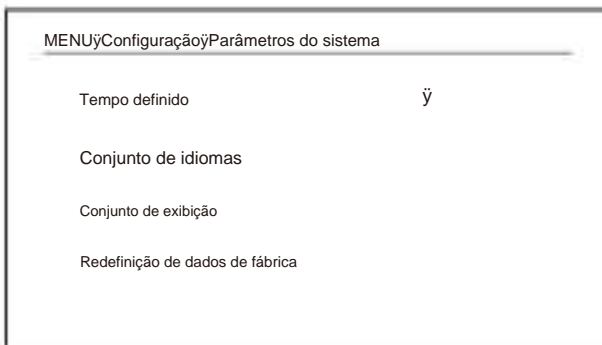 MENUÿConfiguraçãoÿParâmetros do sistema
Tempo definido ÿ
Conjunto de idiomas
Conjunto de exibição
Redefinição de dados de fábrica